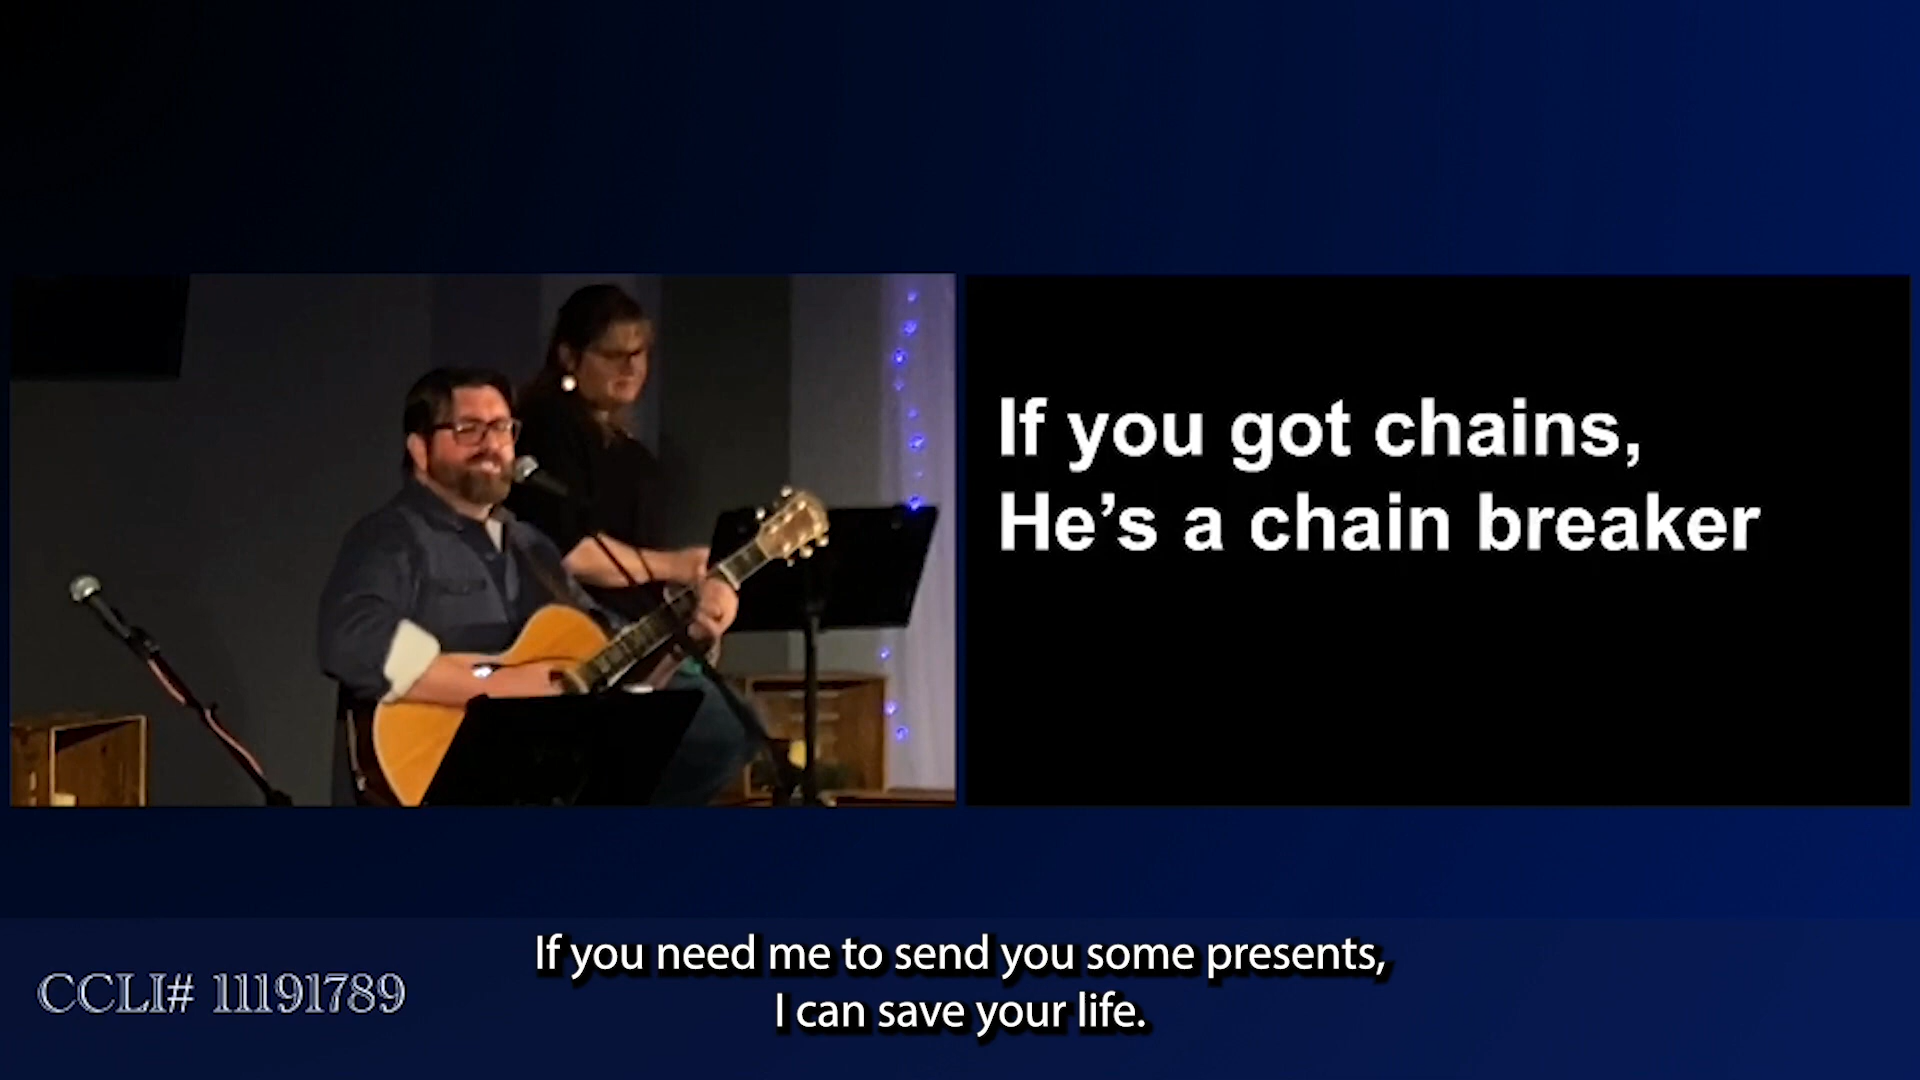 If you got chains,
He’s a chain breaker
If you need me to send you some presents,
I can save your life.
CCLI# 11191789